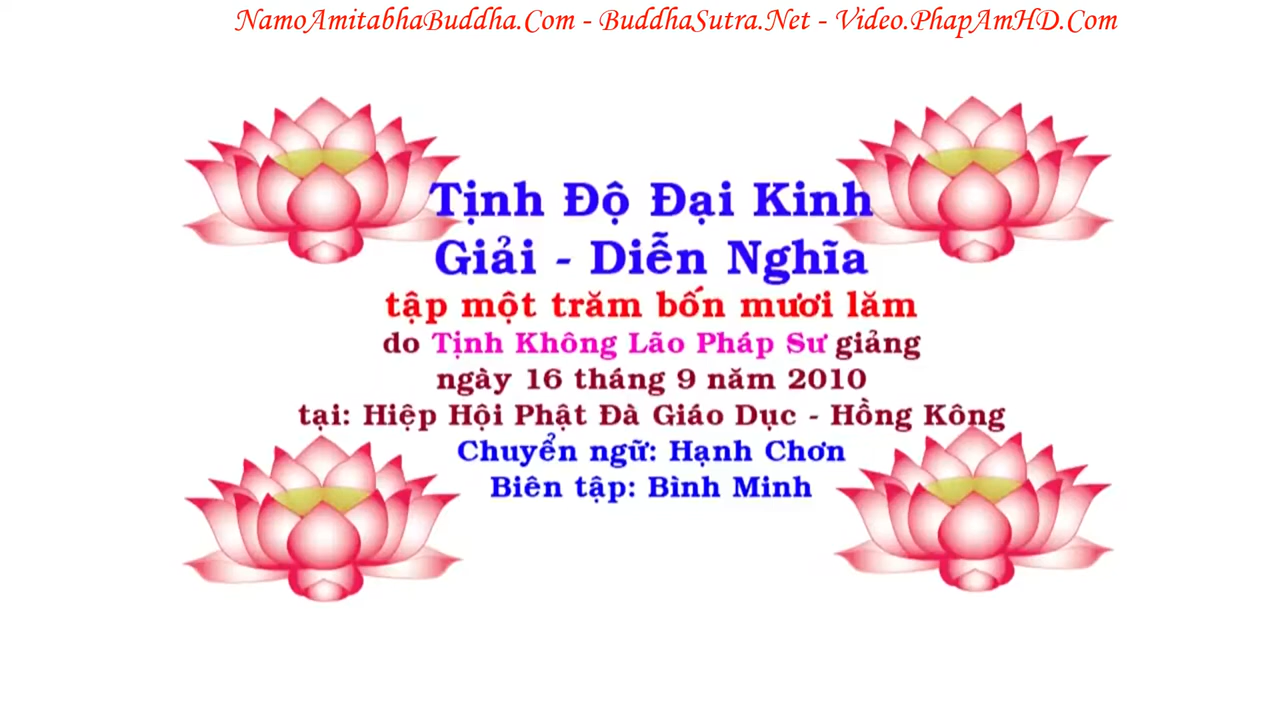 NamoAmitabhaBuddha.Com - BuddhaSutra.Net - Video.PhapAmHD.Com
Tịnh Độ Đại Kinh
Giải - Diễn Nghĩa
tập một trăm bốn mươi lăm
do Tịnh Không Lão Pháp Sư giảng
ngày 16 tháng 9 năm 2010
tại: Hiệp Hội Phật Đà Giáo Dục - Hồng Kông
Chuyển ngữ: Hạnh Chơn
Biên tập: Bình Minh